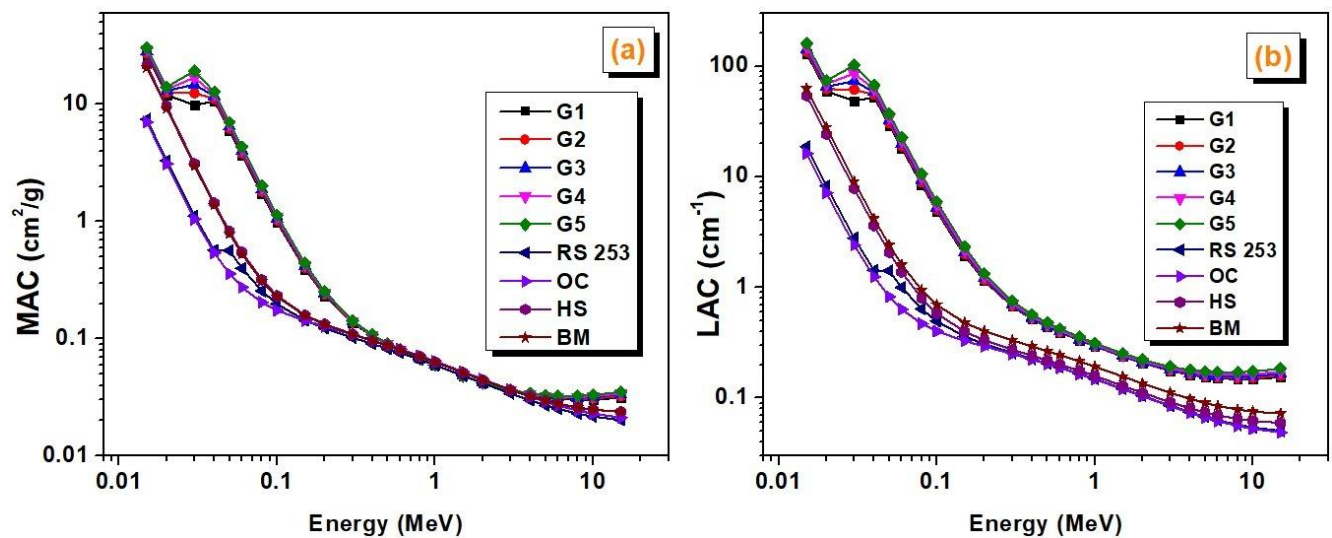 (a)
MAC (cm²/g)
10
1
0.1
0.01
G1
G2
G3
G4
G5
RS 253
OC
HS
BM
0.01 0.1 1 10
Energy (MeV)
(b)
LAC (cm⁻¹)
100
10
1
0.1
G1
G2
G3
G4
G5
RS 253
OC
HS
BM
0.01 0.1 1 10
Energy (MeV)